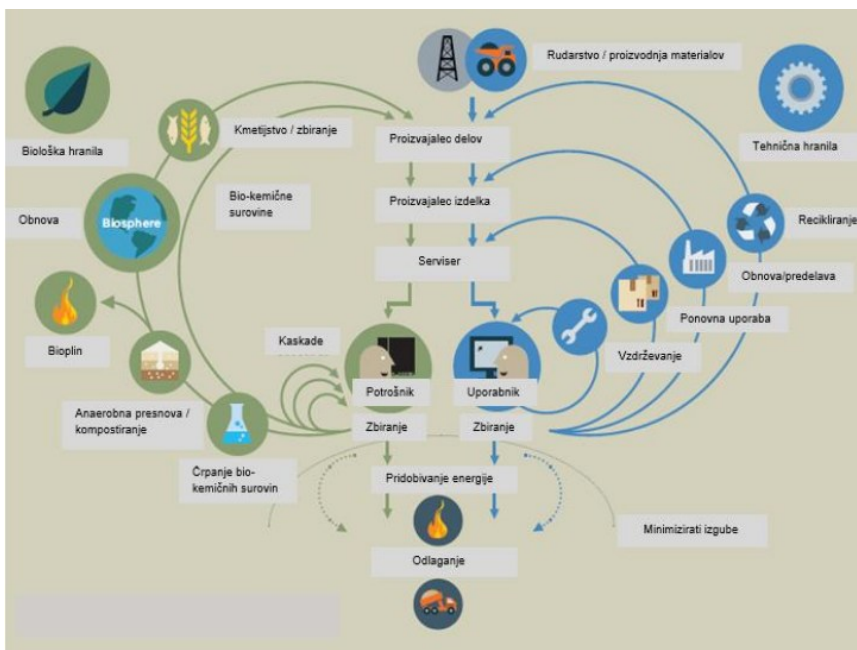 Rudarstvo / proizvodnja materialov
Biološka hranila
Kmetijstvo / zbiranje
Proizvajalec delov
Tehnična hranila
Obnova
Biosphere
Bio-kemične
surovine
Proizvajalec izdelka
Recikliranje
Serviser
Obnova/predelava
Ponovna uporaba
Bioplin
Kaskade
Vzdrževanje
Potrošnik
Uporabnik
Anaerobna presnova /
kompostiranje
Zbiranje
Zbiranje
Črpanje bio-
kemičnih surovin
Pridobivanje energije
Minimizirati izgube
Odlaganje